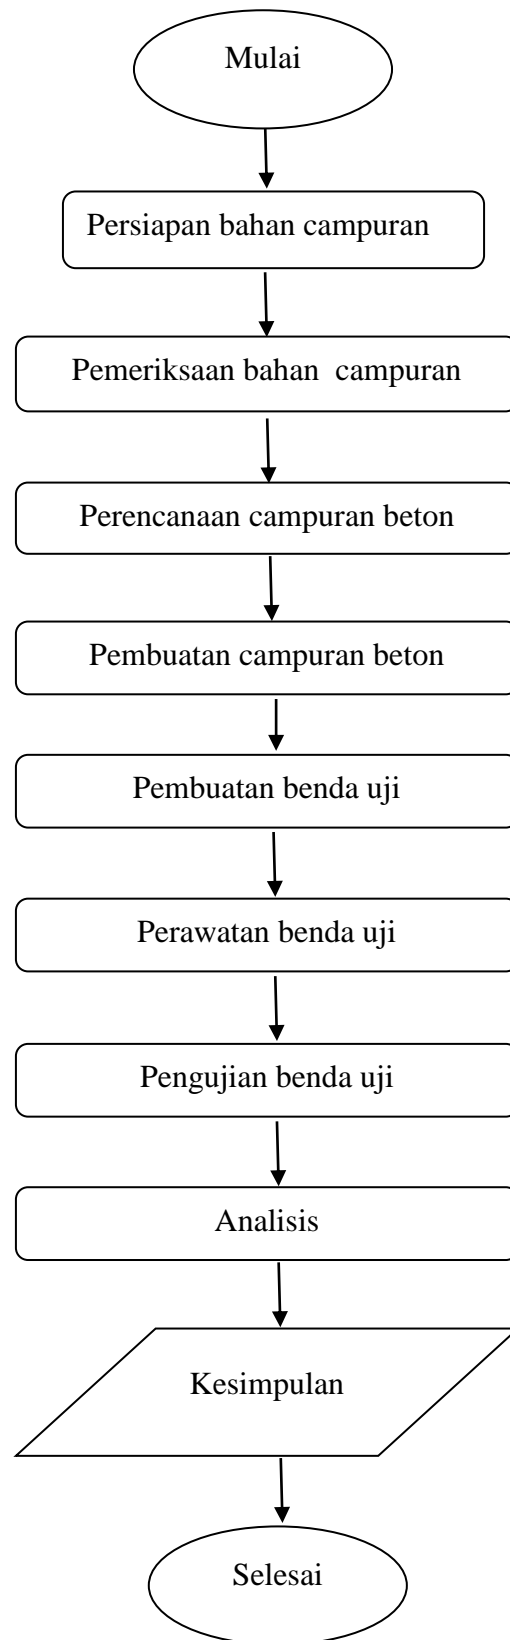 Mulai
Persiapan bahan campuran
Pemeriksaan bahan  campuran
Perencanaan campuran beton
Pembuatan campuran beton
Pembuatan benda uji
Perawatan benda uji
Pengujian benda uji
Analisis
Kesimpulan
Selesai